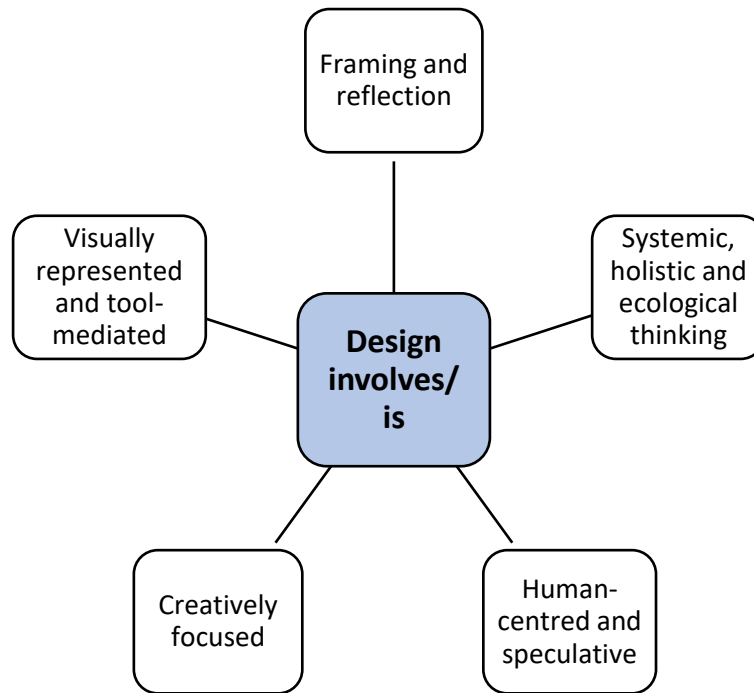 Framing and
reflection
Visually
represented
and tool-
mediated
Systemic,
holistic and
ecological
thinking
Design
involves/
is
Creatively
focused
Human-
centred and
speculative